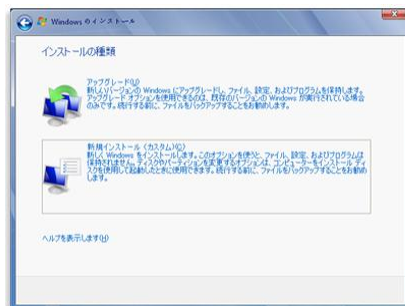 Windows のインストール
インストールの種類
アップグレード(U)
新しいバージョンの Windows にアップグレードし、ファイル、設定、およびプログラムを保持します。
アップグレード オプションを使用できるのは、既存のバージョンの Windows が実行されている場合
のみです。続行する前に、ファイルをバックアップすることをお勧めします。
新規インストール (カスタム)(C)
新しく Windows をインストールします。このオプションを使うと、ファイル、設定、およびプログラムは
保持されません。ディスクやパーティションを変更するオプションは、コンピューターをインストール ディ
スクを使用して起動したときに使用できます。続行する前に、ファイルをバックアップすることをお勧め
します。
ヘルプを表示します(H)